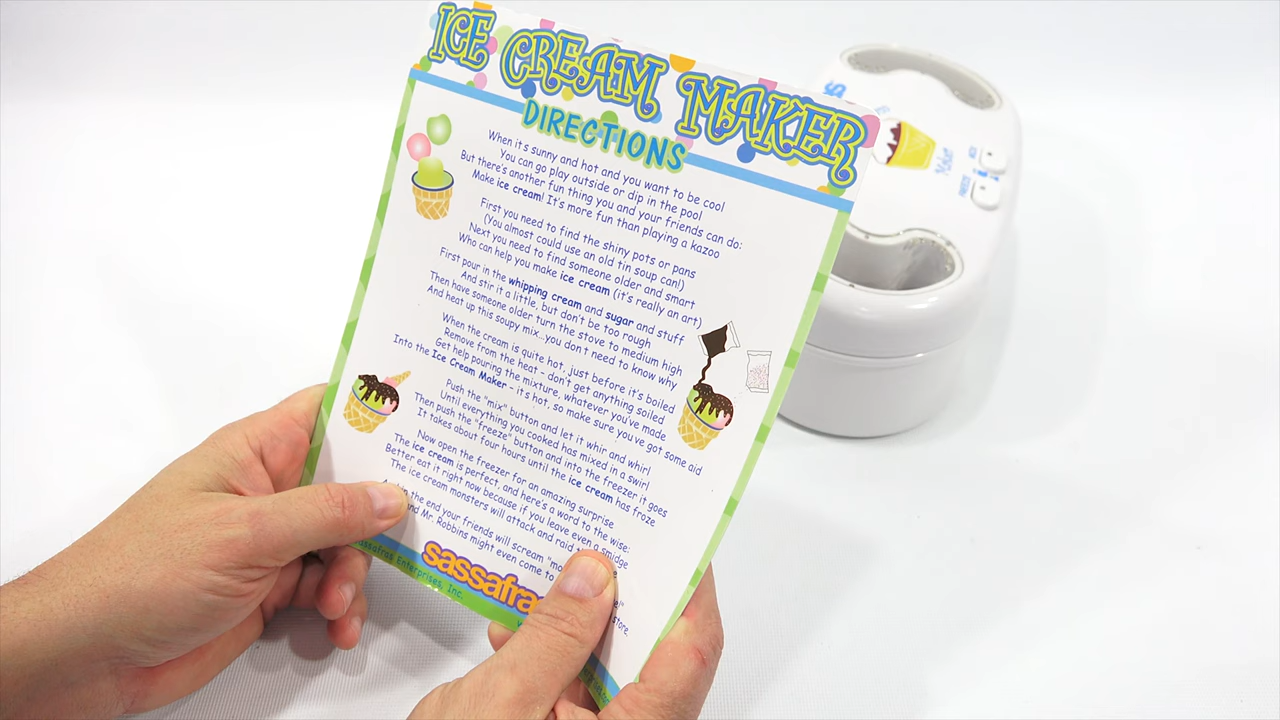 ICE CREAM MAKER
DIRECTIONS
When it's sunny and hot and you want to be cool
You can go play outside or dip in the pool
But there's another fun thing you and your friends can do:
Make ice cream! It's more fun than playing a kazoo
First you need to find the shiny pots or pans
(You almost could use an old tin soup can!)
Next you need to find someone older and smart
Who can help you make ice cream (it's really an art)
First pour in the whipping cream and sugar and stuff
And stir it a little, but don't be too rough
Then have someone older turn the stove to medium high
And heat up this soupy mix...you don't need to know why
When the cream is quite hot, just before it's boiled
Remove from the heat - don't get anything soiled
Get help pouring the mixture, whatever you've made
Into the Ice Cream Maker - it's hot, so make sure you've got some aid
Push the "mix" button and let it whir and whirl
Until everything you cooked has mixed in a swirl
Then push the "freeze" button and into the freezer it goes
It takes about four hours until the ice cream has froze
Now open the freezer for an amazing surprise
The ice cream is perfect, and here's a word to the wise:
Better eat it right now because if you leave even a smidge
The ice cream monsters will attack and raid
in the end your friends will scream
and Mr. Robbins might even come to store.
sassafra
Sassafras Enterprises, Inc.
Maker
MIX
FREEZE